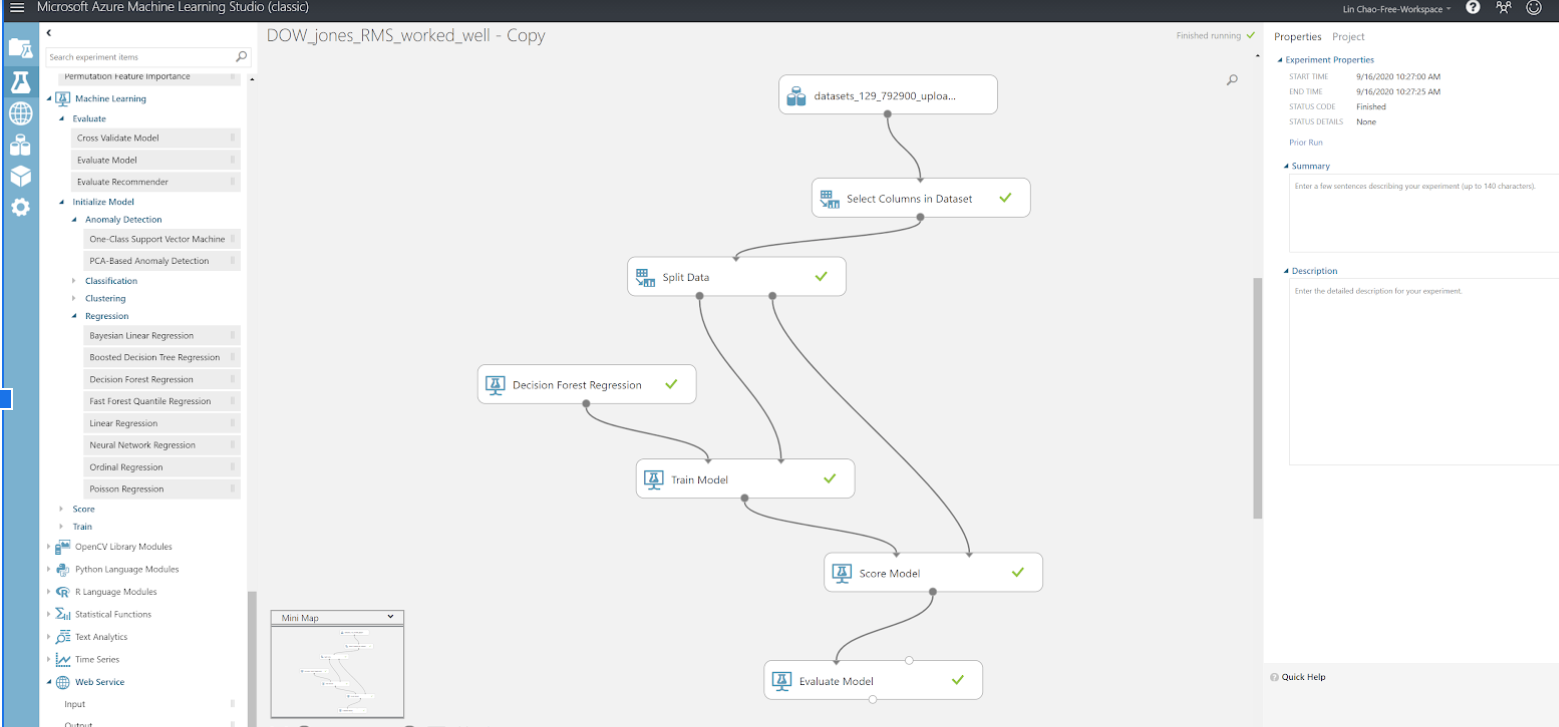 Microsoft Azure Machine Learning Studio (classic)
Lin Chao-Free-Workspace
?
Search experiment items
Permutation Feature Importance
Machine Learning
Evaluate
Cross Validate Model
Evaluate Model
Evaluate Recommender
Initialize Model
Anomaly Detection
One-Class Support Vector Machine
PCA-Based Anomaly Detection
Classification
Clustering
Regression
Bayesian Linear Regression
Boosted Decision Tree Regression
Decision Forest Regression
Fast Forest Quantile Regression
Linear Regression
Neural Network Regression
Ordinal Regression
Poisson Regression
Score
Train
OpenCV Library Modules
Python Language Modules
R Language Modules
Statistical Functions
Text Analytics
Time Series
Web Service
Input
Output
DOW_jones_RMS_worked_well - Copy
Finished running
datasets_129_792900_uploa...
Select Columns in Dataset
Split Data
Decision Forest Regression
Train Model
Score Model
Evaluate Model
Mini Map
Properties Project
Experiment Properties
START TIME 9/16/2020 10:27:00 AM
END TIME 9/16/2020 10:27:25 AM
STATUS CODE Finished
STATUS DETAILS None
Prior Run
Summary
Enter a few sentences describing your experiment (up to 140 characters).
Description
Enter the detailed description for your experiment.
Quick Help